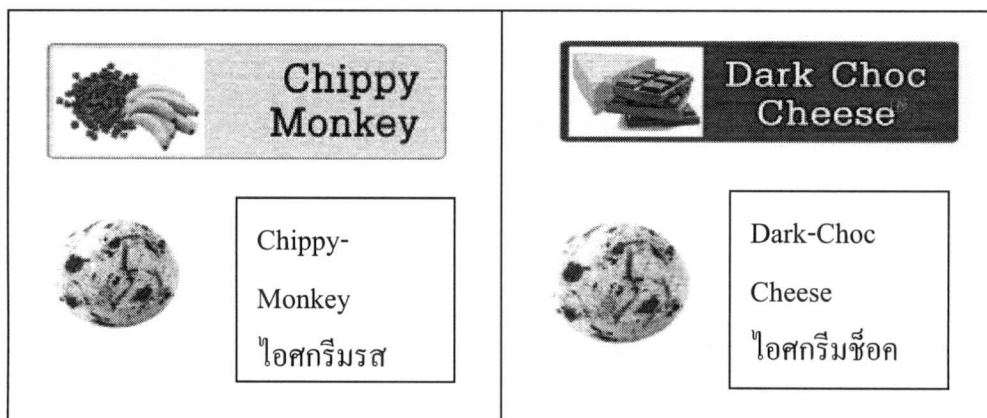 Chippy
Monkey
Dark Choc
Cheese
Chippy-
Monkey
ไอศกรีมรส
Dark-Choc
Cheese
ไอศกรีมช็อค